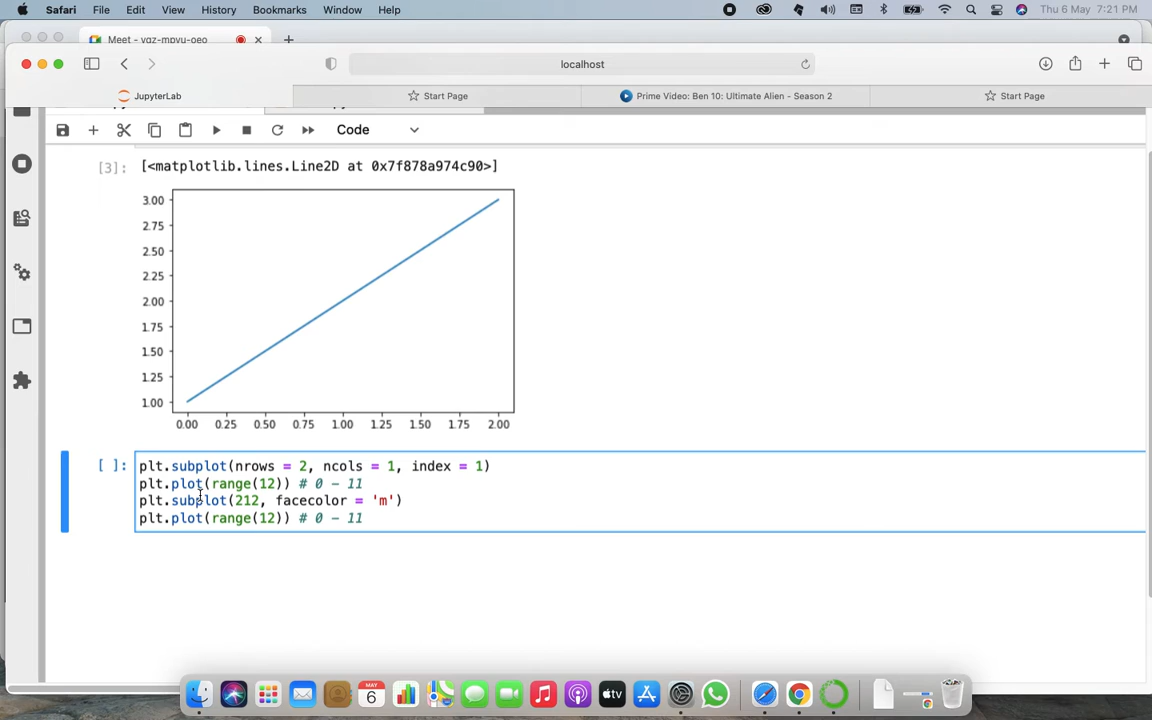 Safari File Edit View History Bookmarks Window Help Thu 6 May 7:21 PM
Meet - vgz-mpvu-oeo
localhost
JupyterLab Start Page Prime Video: Ben 10: Ultimate Alien - Season 2 Start Page
Code
[3]: [<matplotlib.lines.Line2D at 0x7f878a974c90>]
3.00
2.75
2.50
2.25
2.00
1.75
1.50
1.25
1.00
0.00 0.25 0.50 0.75 1.00 1.25 1.50 1.75 2.00
[ ]: plt.subplot(nrows = 2, ncols = 1, index = 1)
plt.plot(range(12)) # 0 - 11
plt.subplot(212, facecolor = 'm')
plt.plot(range(12)) # 0 - 11
MAY
6
tv